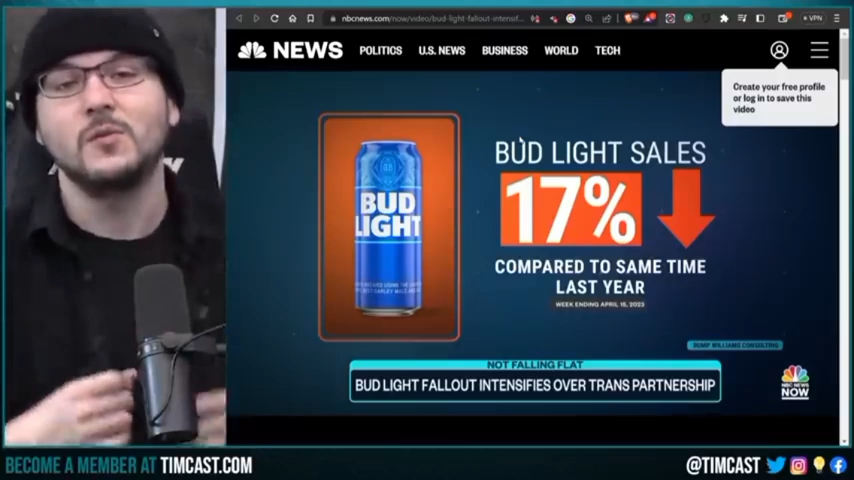 nbcnews.com/now/video/bud-light-fallout-intensif...
VPN
NEWS
POLITICS
U.S. NEWS
BUSINESS
WORLD
TECH
Create your free profile
or log in to save this
video
BUD LIGHT SALES
17%
COMPARED TO SAME TIME
LAST YEAR
WEEK ENDING APRIL 15, 2023
BUD
LIGHT
BUMP WILLIAMS CONSULTING
NOT FALLING FLAT
BUD LIGHT FALLOUT INTENSIFIES OVER TRANS PARTNERSHIP
NBC NEWS
NOW
BECOME A MEMBER AT TIMCAST.COM
@TIMCAST